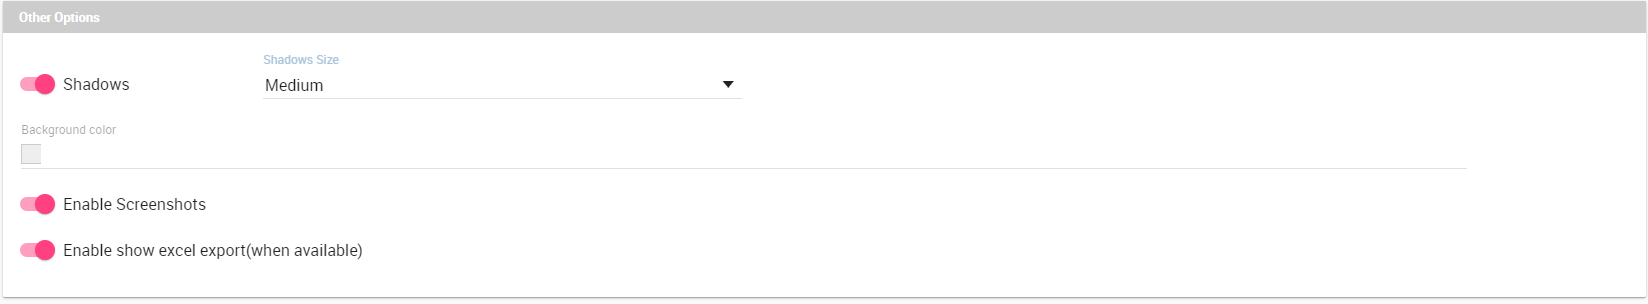 Other Options
Shadows Size
Shadows
Medium
Background color
Enable Screenshots
Enable show excel export(when available)